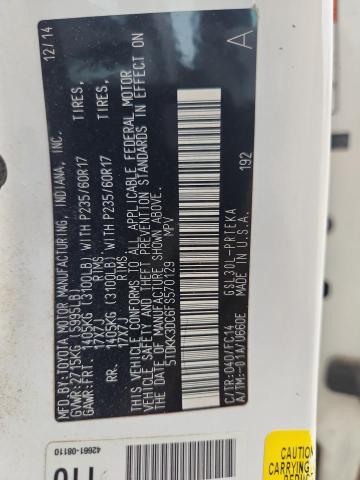 MFD.BY:TOYOTA MOTOR MANUFACTURING, INDIANA, INC. 12/14
GVWR:2715KG (5995LB)
GAWR:FRT. 1405KG (3100LB) WITH P235/60R17 TIRES,
17X7J RIMS,
RR. 1405KG (3100LB) WITH P235/60R17 TIRES,
17X7J RIMS,
THIS VEHICLE CONFORMS TO ALL APPLICABLE FEDERAL MOTOR
VEHICLE SAFETY AND THEFT PREVENTION STANDARDS IN EFFECT ON
THE DATE OF MANUFACTURE SHOWN ABOVE.
5TDKK3DC6FS570129 MPV
A
192
C/TR:040/FC14 GSL30L-PRTEKA
A/TM:-01A/U660E MADE IN U.S.A.
42661-08110
CAUTION
CARRYING
REDUCE